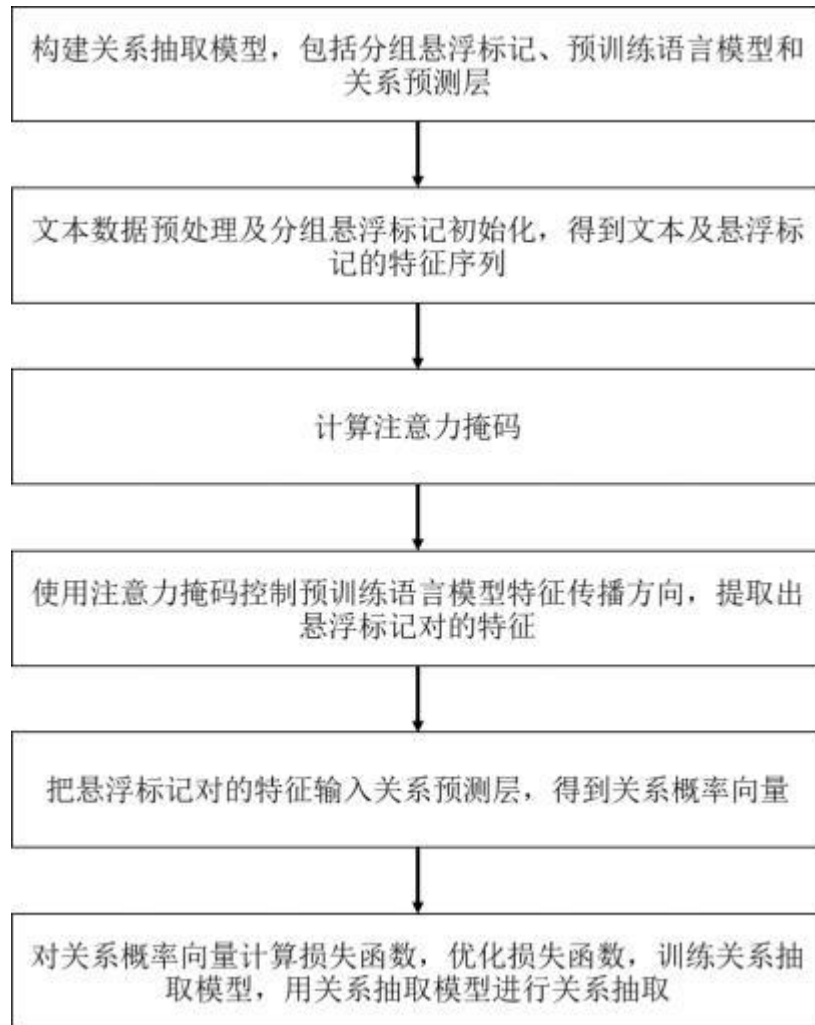 构建关系抽取模型，包括分组悬浮标记、预训练语言模型和
关系预测层
文本数据预处理及分组悬浮标记初始化，得到文本及悬浮标
记的特征序列
计算注意力掩码
使用注意力掩码控制预训练语言模型特征传播方向，提取出
悬浮标记对的特征
把悬浮标记对的特征输入关系预测层，得到关系概率向量
对关系概率向量计算损失函数，优化损失函数，训练关系抽
取模型，用关系抽取模型进行关系抽取